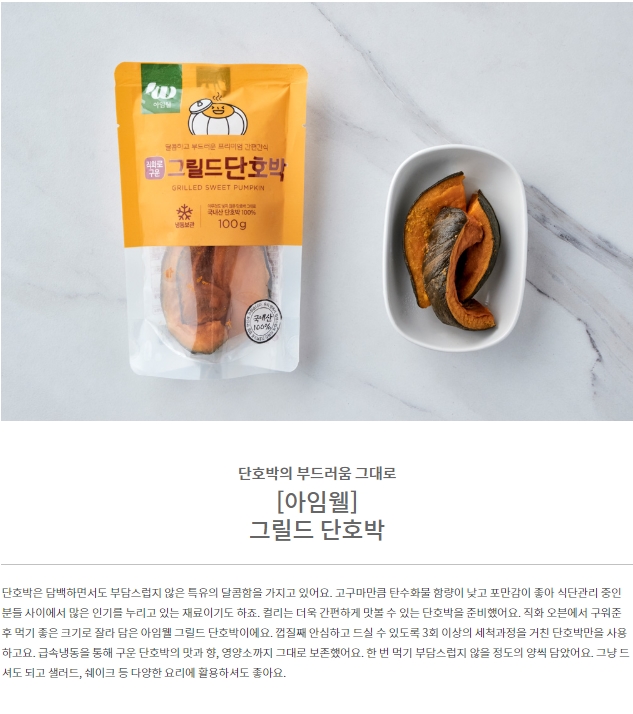 아임웰
달콤하고 부드러운 프리미엄 간편간식
직화로
구운
그릴드단호박
GRILLED SWEET PUMPKIN
냉동보관
국내산 단호박 100%
100g
국내산
100%
단호박의 부드러움 그대로
[아임웰]
그릴드 단호박
단호박은 담백하면서도 부담스럽지 않은 특유의 달콤함을 가지고 있어요. 고구마만큼 탄수화물 함량이 낮고 포만감이 좋아 식단관리 중인
분들 사이에서 많은 인기를 누리고 있는 재료이기도 하죠. 컬리는 더욱 간편하게 맛볼 수 있는 단호박을 준비했어요. 직화 오븐에서 구워준
후 먹기 좋은 크기로 잘라 담은 아임웰 그릴드 단호박이에요. 껍질째 안심하고 드실 수 있도록 3회 이상의 세척과정을 거친 단호박만을 사용
하고요. 급속냉동을 통해 구운 단호박의 맛과 향, 영양소까지 그대로 보존했어요. 한 번 먹기 부담스럽지 않을 정도의 양씩 담았어요. 그냥 드
셔도 되고 샐러드, 쉐이크 등 다양한 요리에 활용하셔도 좋아요.